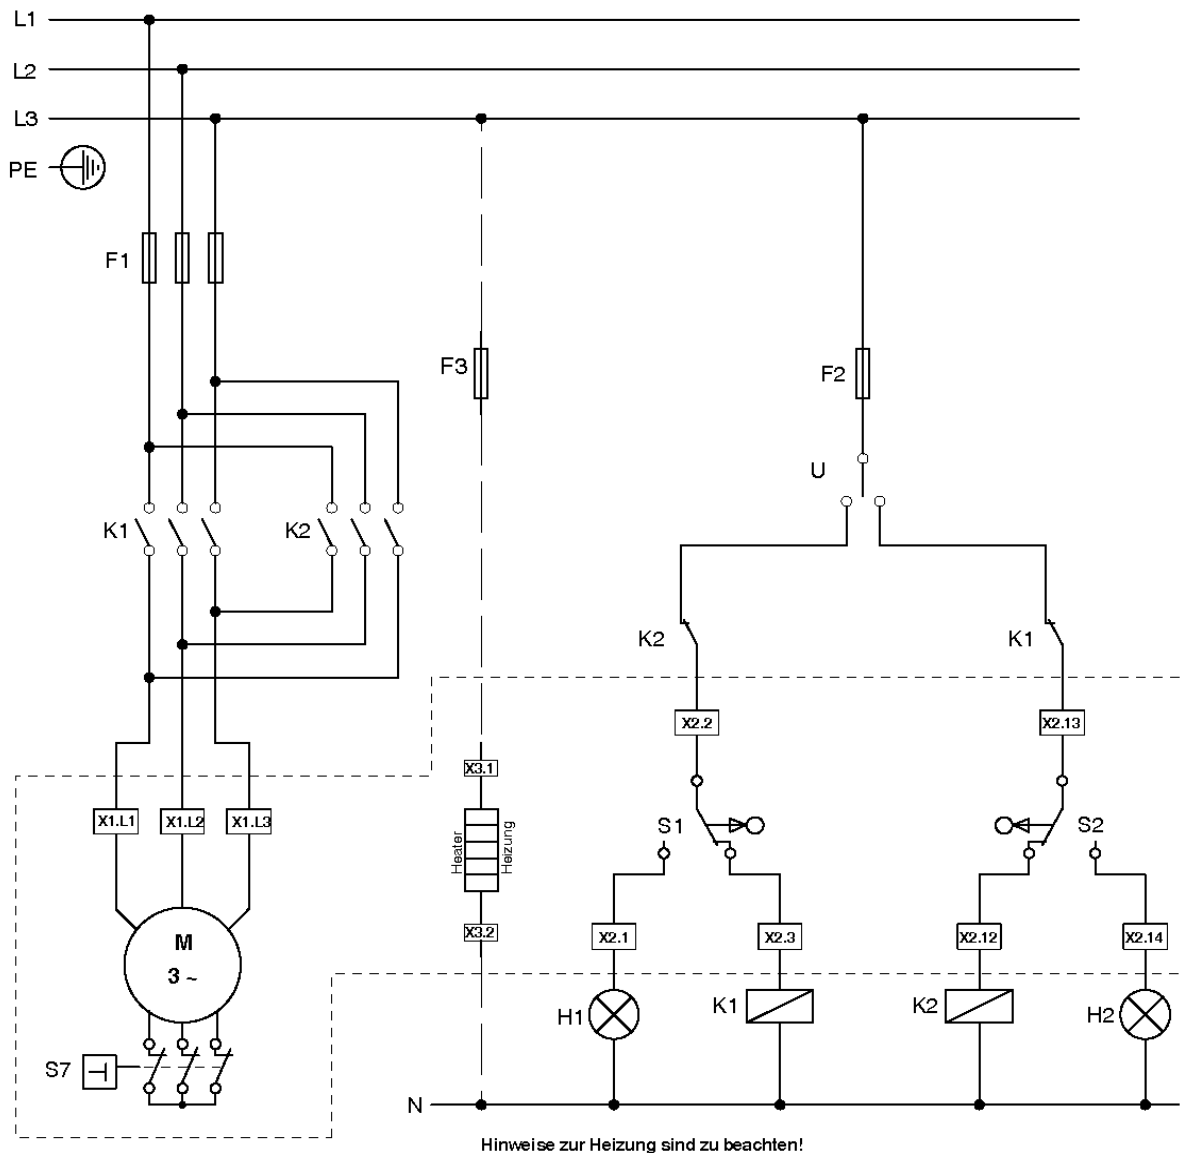 L1
L2
L3
PE
F1
F3
F2
U
K1
K2
K2
K1
X2.2
X2.13
X3.1
X1.L1
X1.L2
X1.L3
S1
S2
Heater
Heizung
X3.2
X2.1
X2.3
X2.12
X2.14
M
3 ~
H1
K1
K2
H2
S7
N
Hinweise zur Heizung sind zu beachten!